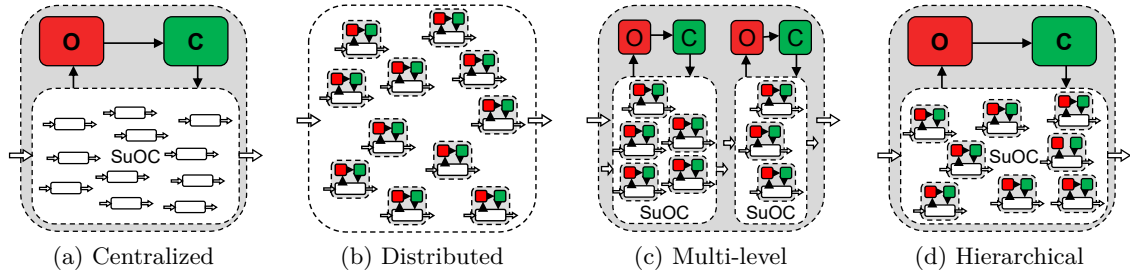 O C
SuOC
(a) Centralized
(b) Distributed
O C O C
SuOC SuOC
(c) Multi-level
O C
SuOC
(d) Hierarchical